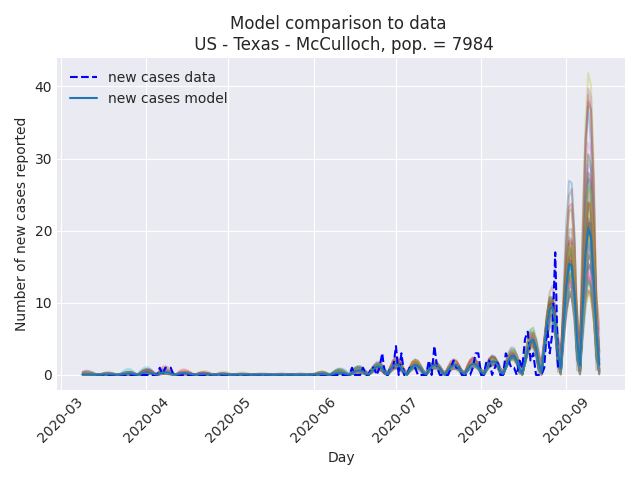 Model comparison to data
US - Texas - McCulloch, pop. = 7984
new cases data
new cases model
Number of new cases reported
40
30
20
10
0
2020-03
2020-04
2020-05
2020-06
2020-07
2020-08
2020-09
Day